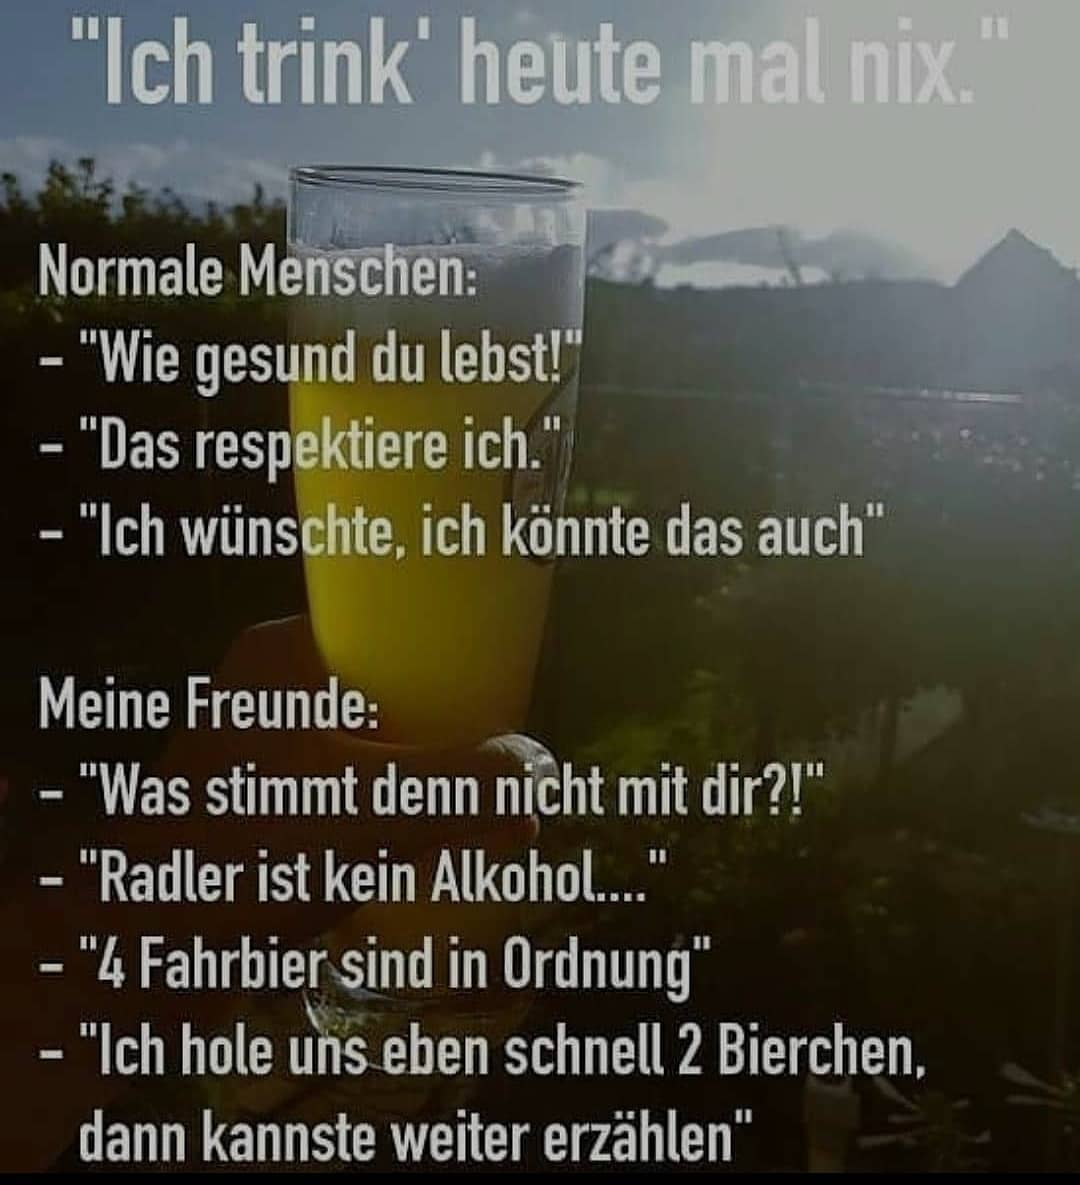 "Ich trink' heute mal nix."
Normale Menschen:
- "Wie gesund du lebst!"
- "Das respektiere ich."
- "Ich wünschte, ich könnte das auch"
Meine Freunde:
- "Was stimmt denn nicht mit dir?!"
- "Radler ist kein Alkohol...."
- "4 Fahrbier sind in Ordnung"
- "Ich hole uns eben schnell 2 Bierchen,
dann kannste weiter erzählen"